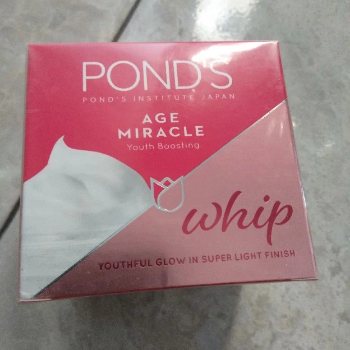 POND'S
POND'S INSTITUTE JAPAN
AGE
MIRACLE
Youth Boosting
whip
YOUTHFUL GLOW IN SUPER LIGHT FINISH